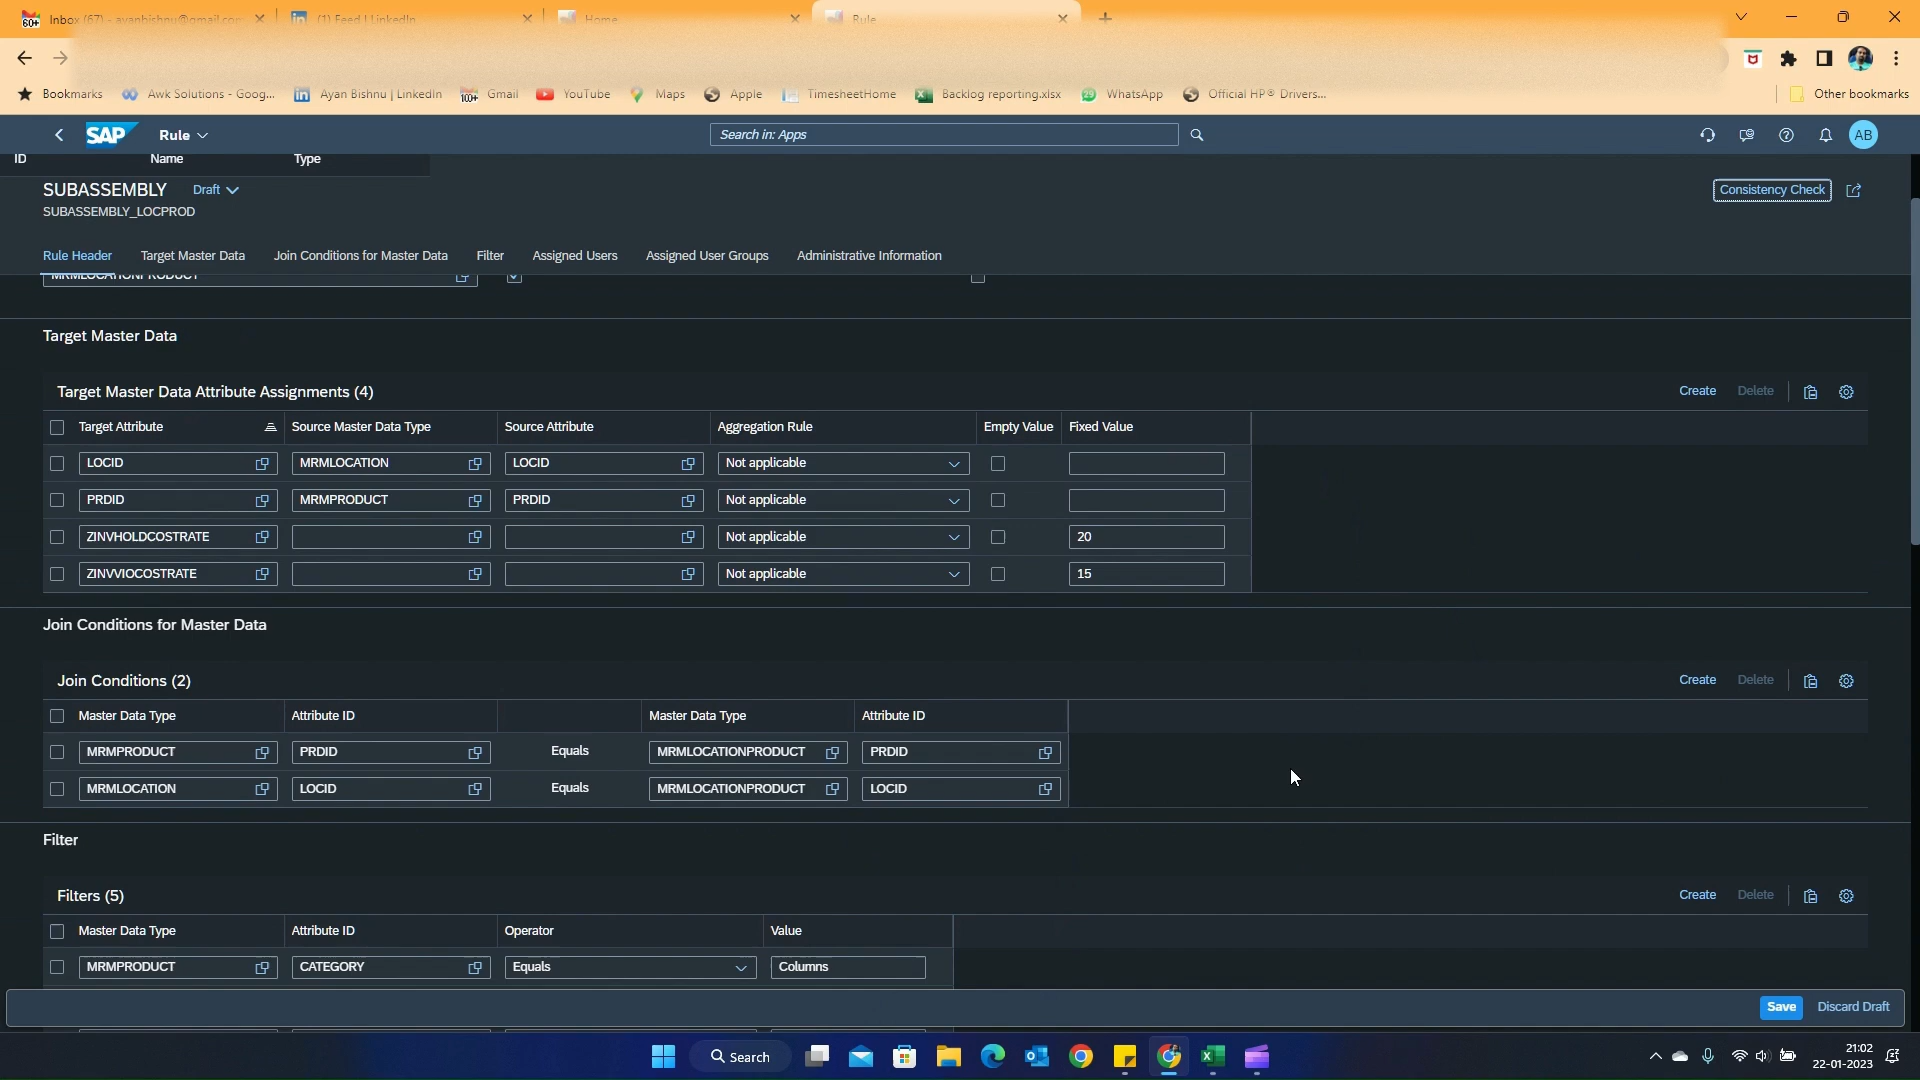 Inbox (67) - ayanbishnu@gmail.com
(1) Feed | LinkedIn
Home
Rule
Bookmarks
Awk Solutions - Goog...
Ayan Bishnu | LinkedIn
Gmail
YouTube
Maps
Apple
TimesheetHome
Backlog reporting.xlsx
WhatsApp
Official HP® Drivers...
Other bookmarks
SAP
Rule
Search in: Apps
AB
ID Name Type
SUBASSEMBLY Draft
Consistency Check
SUBASSEMBLY_LOCPROD
Rule Header Target Master Data Join Conditions for Master Data Filter Assigned Users Assigned User Groups Administrative Information
MRMLOCATIONPRODUCT
Target Master Data
Target Master Data Attribute Assignments (4) Create Delete
Target Attribute Source Master Data Type Source Attribute Aggregation Rule Empty Value Fixed Value
LOCID MRMLOCATION LOCID Not applicable
PRDID MRMPRODUCT PRDID Not applicable
ZINVHOLDCOSTRATE Not applicable 20
ZINVVIOCOSTRATE Not applicable 15
Join Conditions for Master Data
Join Conditions (2) Create Delete
Master Data Type Attribute ID Master Data Type Attribute ID
MRMPRODUCT PRDID Equals MRMLOCATIONPRODUCT PRDID
MRMLOCATION LOCID Equals MRMLOCATIONPRODUCT LOCID
Filter
Filters (5) Create Delete
Master Data Type Attribute ID Operator Value
MRMPRODUCT CATEGORY Equals Columns
Save Discard Draft
Search
21:02
22-01-2023